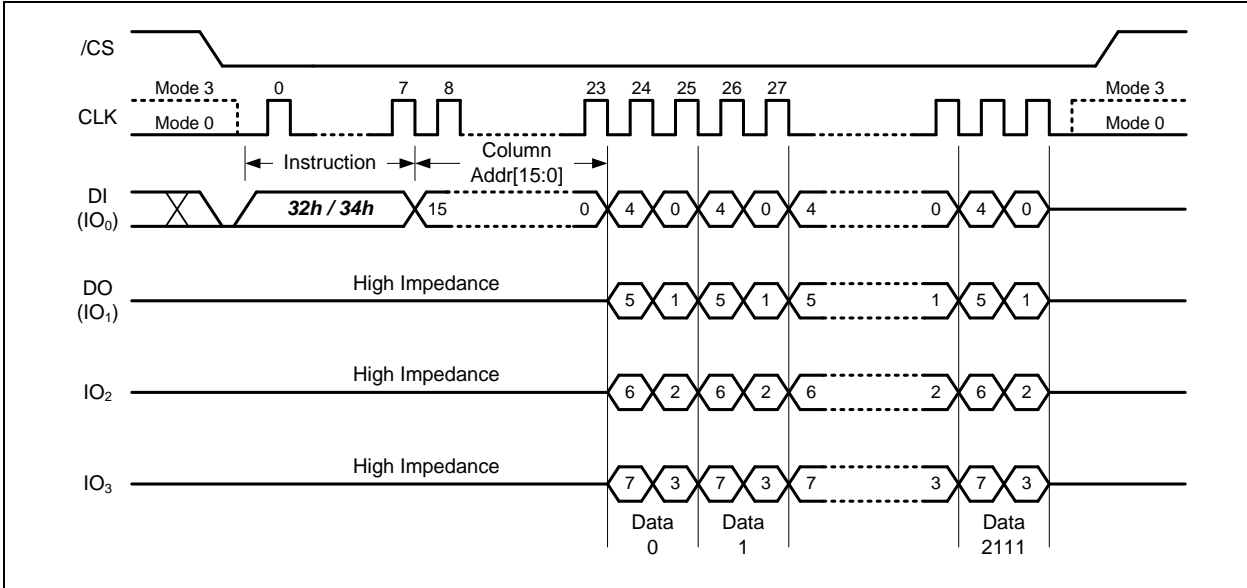 /CS
Mode 3 0 7 8 23 24 25 26 27 Mode 3
CLK
Mode 0 Mode 0
Instruction Column
Addr[15:0]
DI
(IO₀)
32h / 34h 15 0 4 0 4 0 4 0 4 0
High Impedance
DO
(IO₁)
5 1 5 1 5 1 5 1
High Impedance
IO₂ 6 2 6 2 6 2 6 2
High Impedance
IO₃ 7 3 7 3 7 3 7 3
Data Data Data
0 1 2111